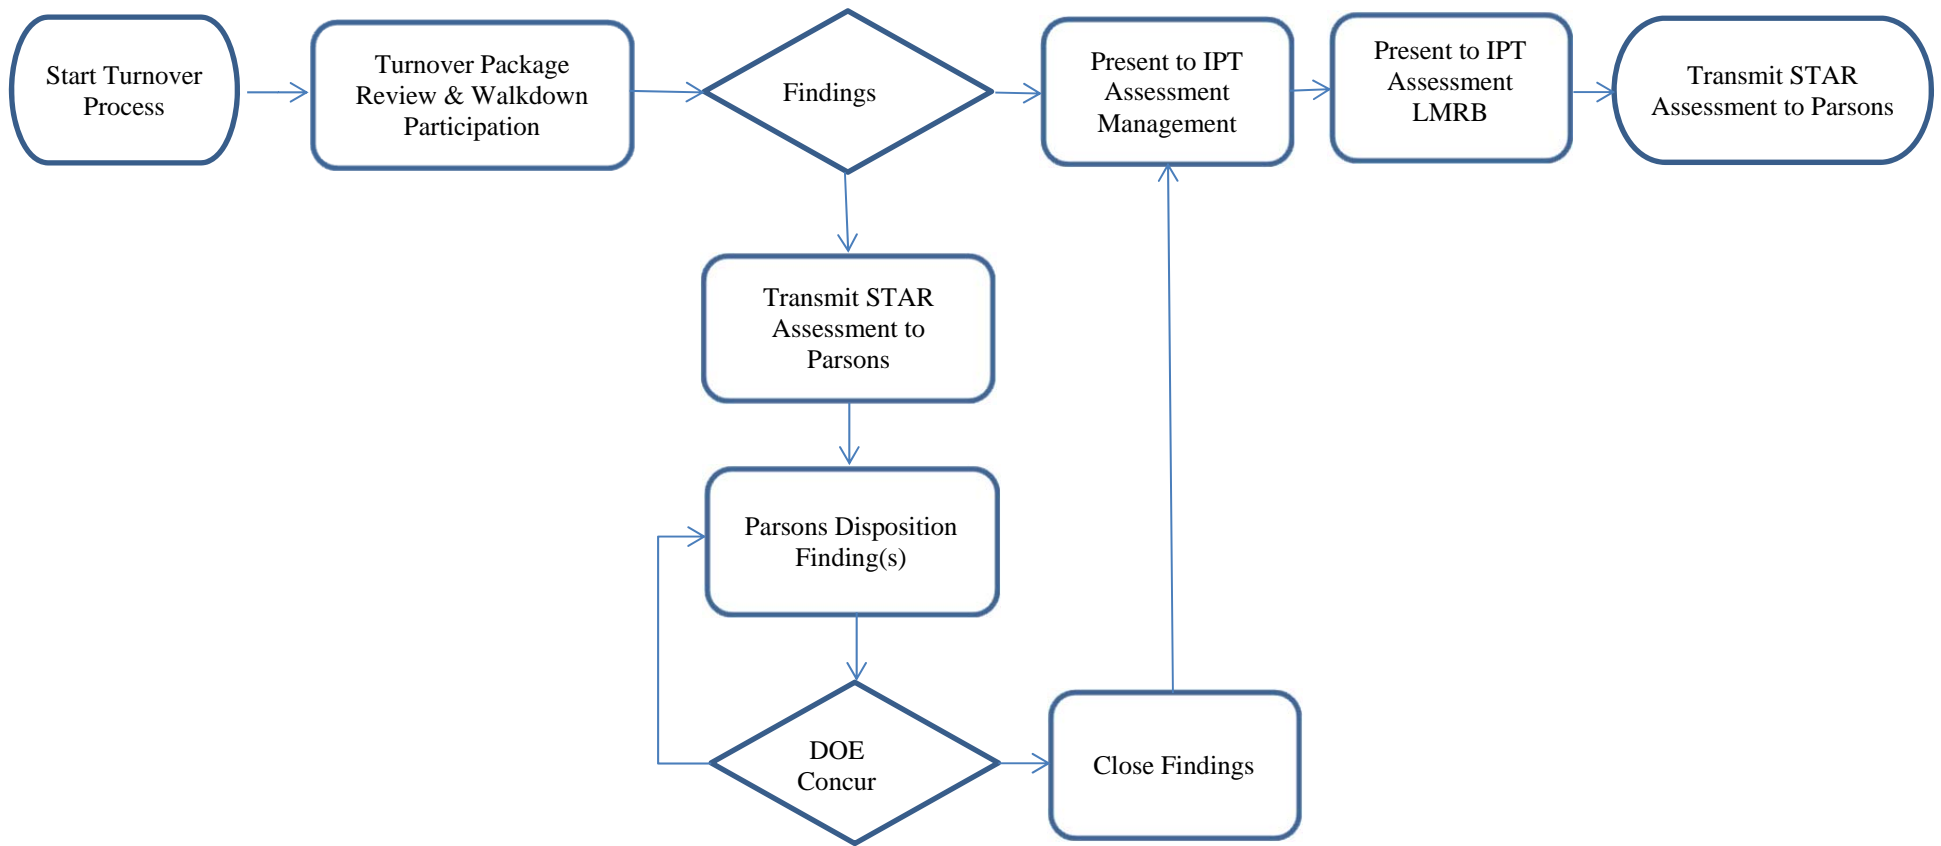 Start Turnover
Process
Turnover Package
Review & Walkdown
Participation
Findings
Present to IPT
Assessment
Management
Present to IPT
Assessment
LMRB
Transmit STAR
Assessment to Parsons
Transmit STAR
Assessment to
Parsons
Parsons Disposition
Finding(s)
DOE
Concur
Close Findings